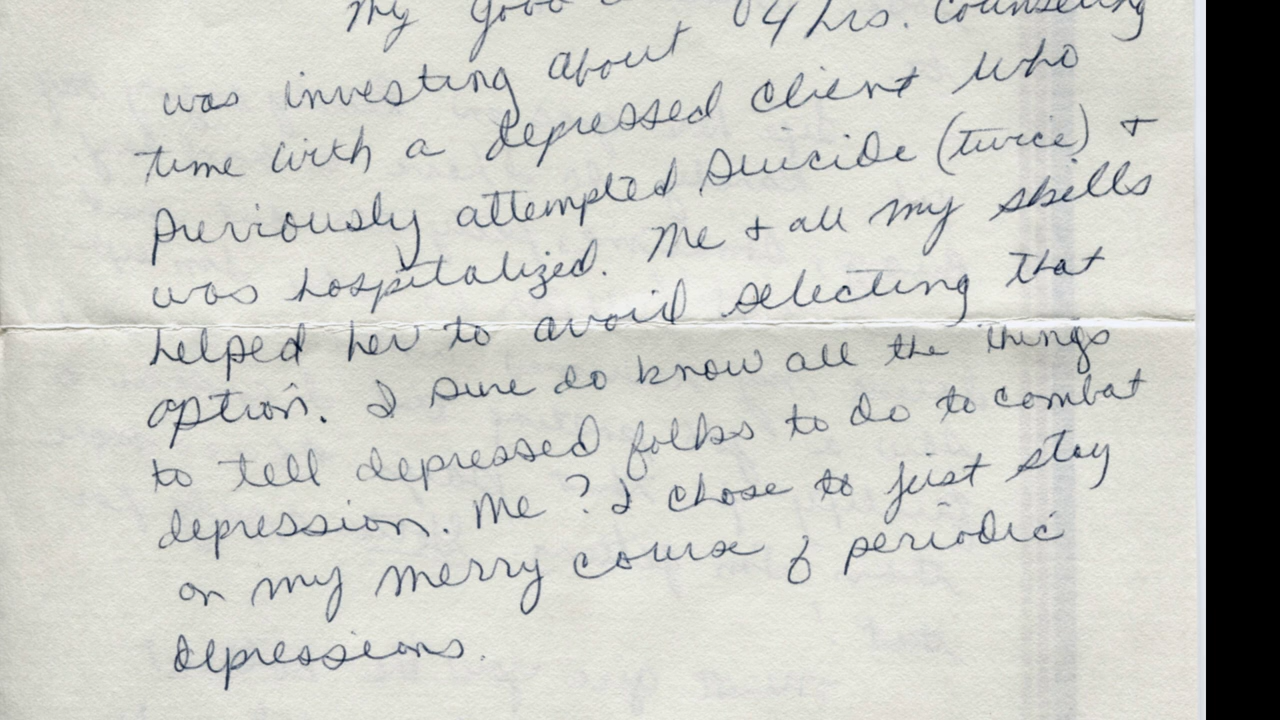 My Good
4 hrs. Counseling
was investing about
time with a depressed client who
previously attempted suicide (twice) +
was hospitalized. Me + all my skills
helped her to avoid selecting that
option. I sure do know all the things
to tell depressed folks to do to combat
depression. Me? I chose to just stay
on my merry course of periodic
depressions.